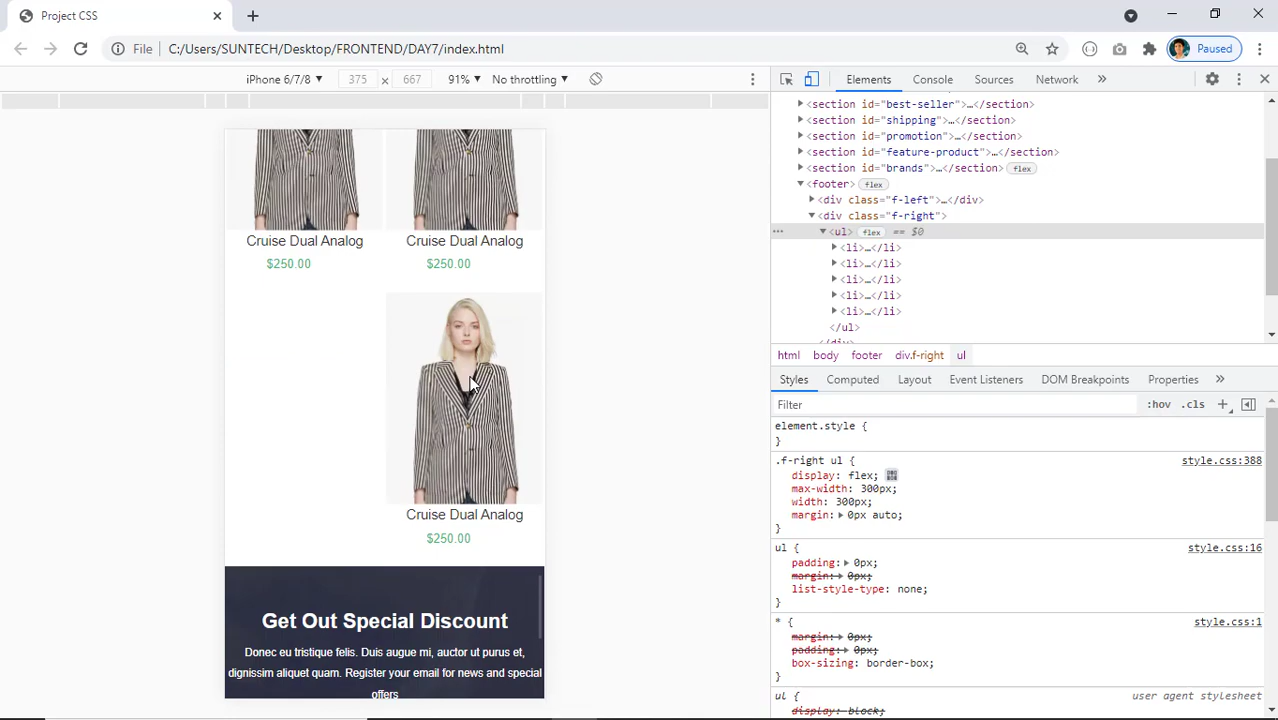 Project CSS
File
C:/Users/SUNTECH/Desktop/FRONTEND/DAY7/index.html
Paused
iPhone 6/7/8 ▼ 375 × 667 91% ▼ No throttling ▼
Elements Console Sources Network »
<section id="best-seller">…</section>
<section id="shipping">…</section>
<section id="promotion">…</section>
<section id="feature-product">…</section>
<section id="brands">…</section> flex
<footer> flex
<div class="f-left">…</div>
<div class="f-right">
… <ul> flex == $0
<li>…</li>
<li>…</li>
<li>…</li>
<li>…</li>
<li>…</li>
</ul>
</div>
html body footer div.f-right ul
Styles Computed Layout Event Listeners DOM Breakpoints Properties »
Filter :hov .cls +
element.style {
}
.f-right ul { style.css:388
display: flex;
max-width: 300px;
width: 300px;
margin: 0px auto;
}
ul { style.css:16
padding: 0px;
margin: 0px;
list-style-type: none;
}
* { style.css:1
margin: 0px;
padding: 0px;
box-sizing: border-box;
}
ul { user agent stylesheet
display: block;
Cruise Dual Analog Cruise Dual Analog
$250.00 $250.00
Cruise Dual Analog
$250.00
Get Out Special Discount
Donec eu tristique felis. Duis augue mi, auctor ut purus et,
dignissim aliquet quam. Register your email for news and special
offers